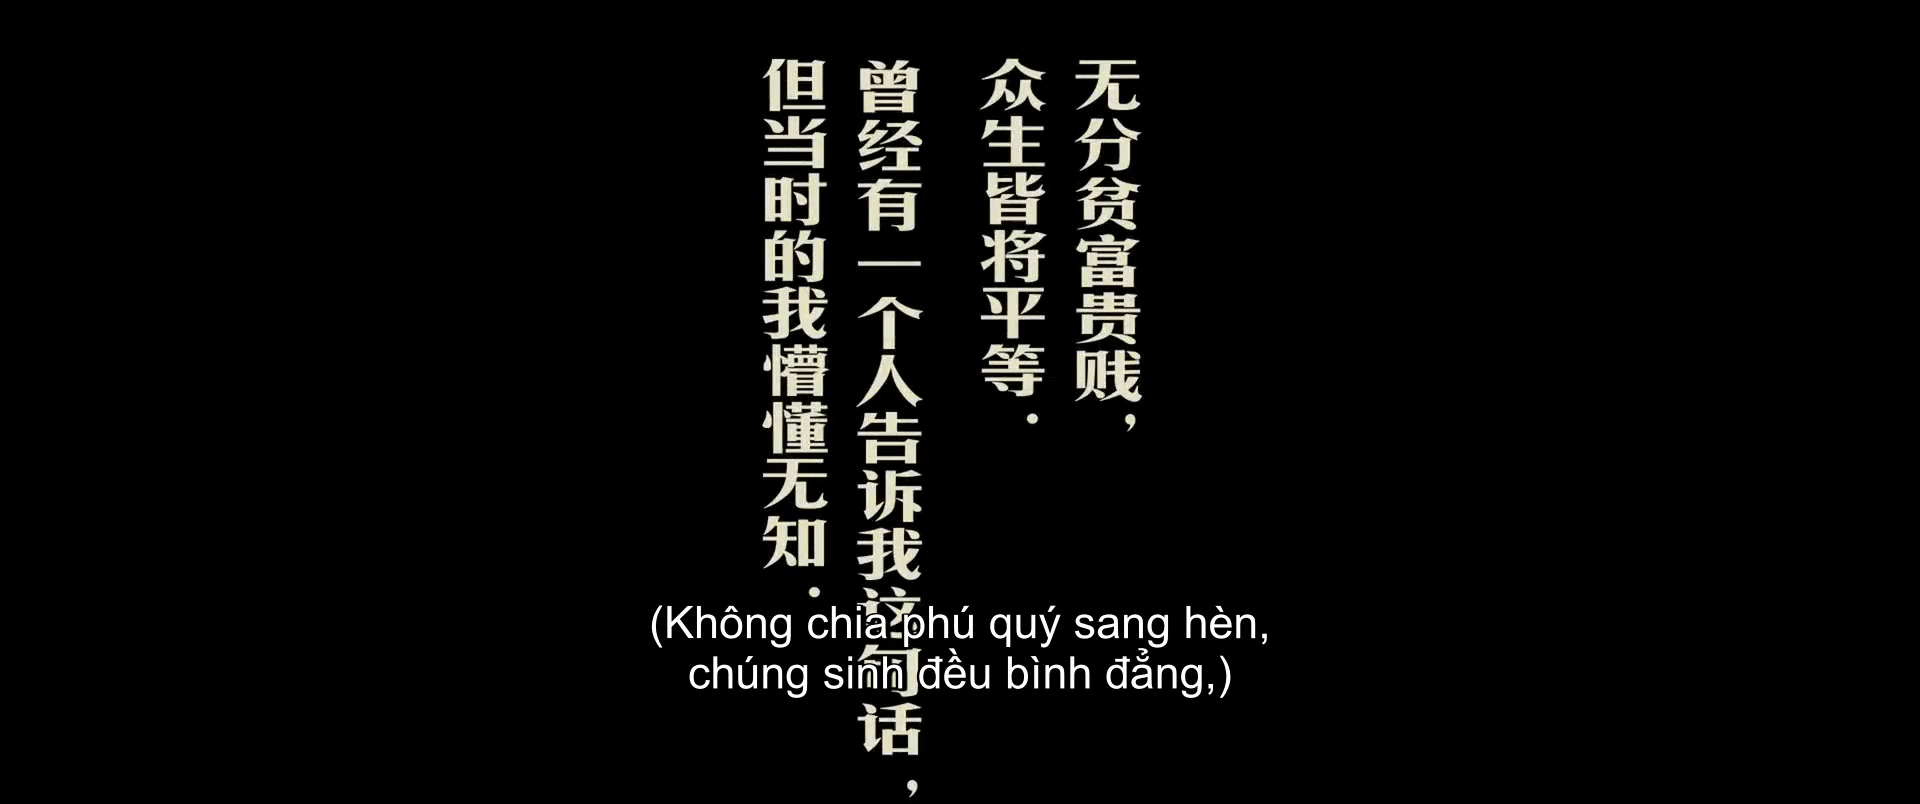 无分贫富贵贱，
众生皆将平等．
曾经有一个人告诉我这句话，
但当时的我懵懂无知．
(Không chia phú quý sang hèn,
chúng sinh đều bình đẳng,)